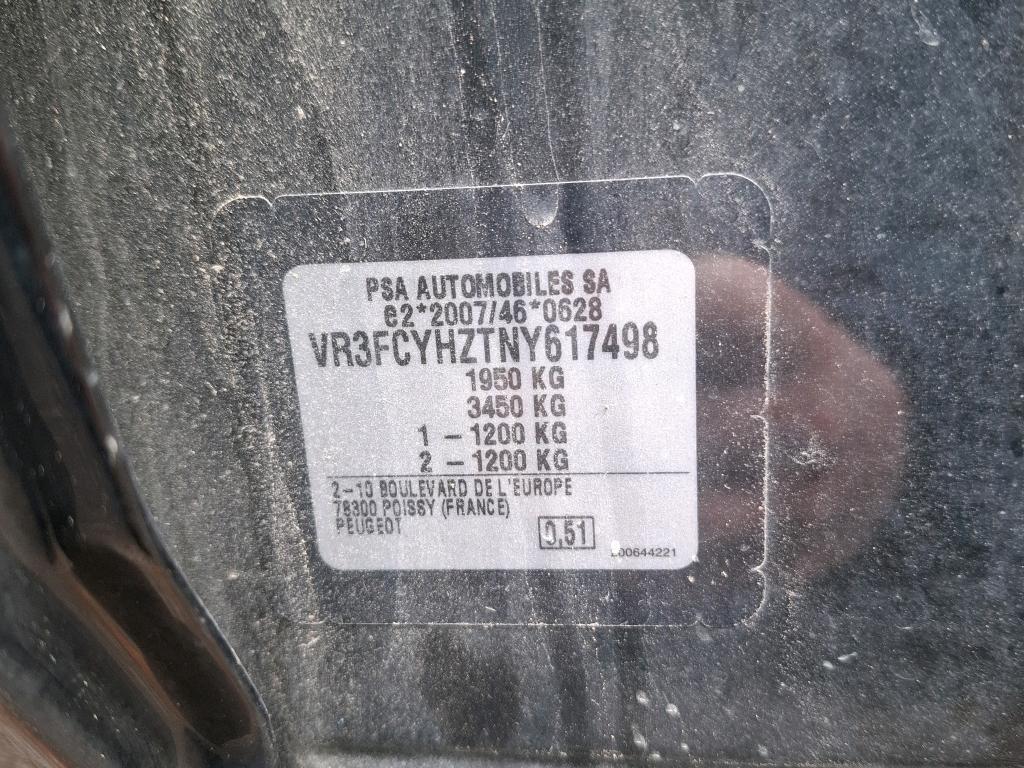 PSA AUTOMOBILES SA
e2*2007/46*0628
VR3FCYHZTNY617498
1950 KG
3450 KG
1 - 1200 KG
2 - 1200 KG
2-10 BOULEVARD DE L'EUROPE
78300 POISSY (FRANCE)
PEUGEOT
0,51
L00644221